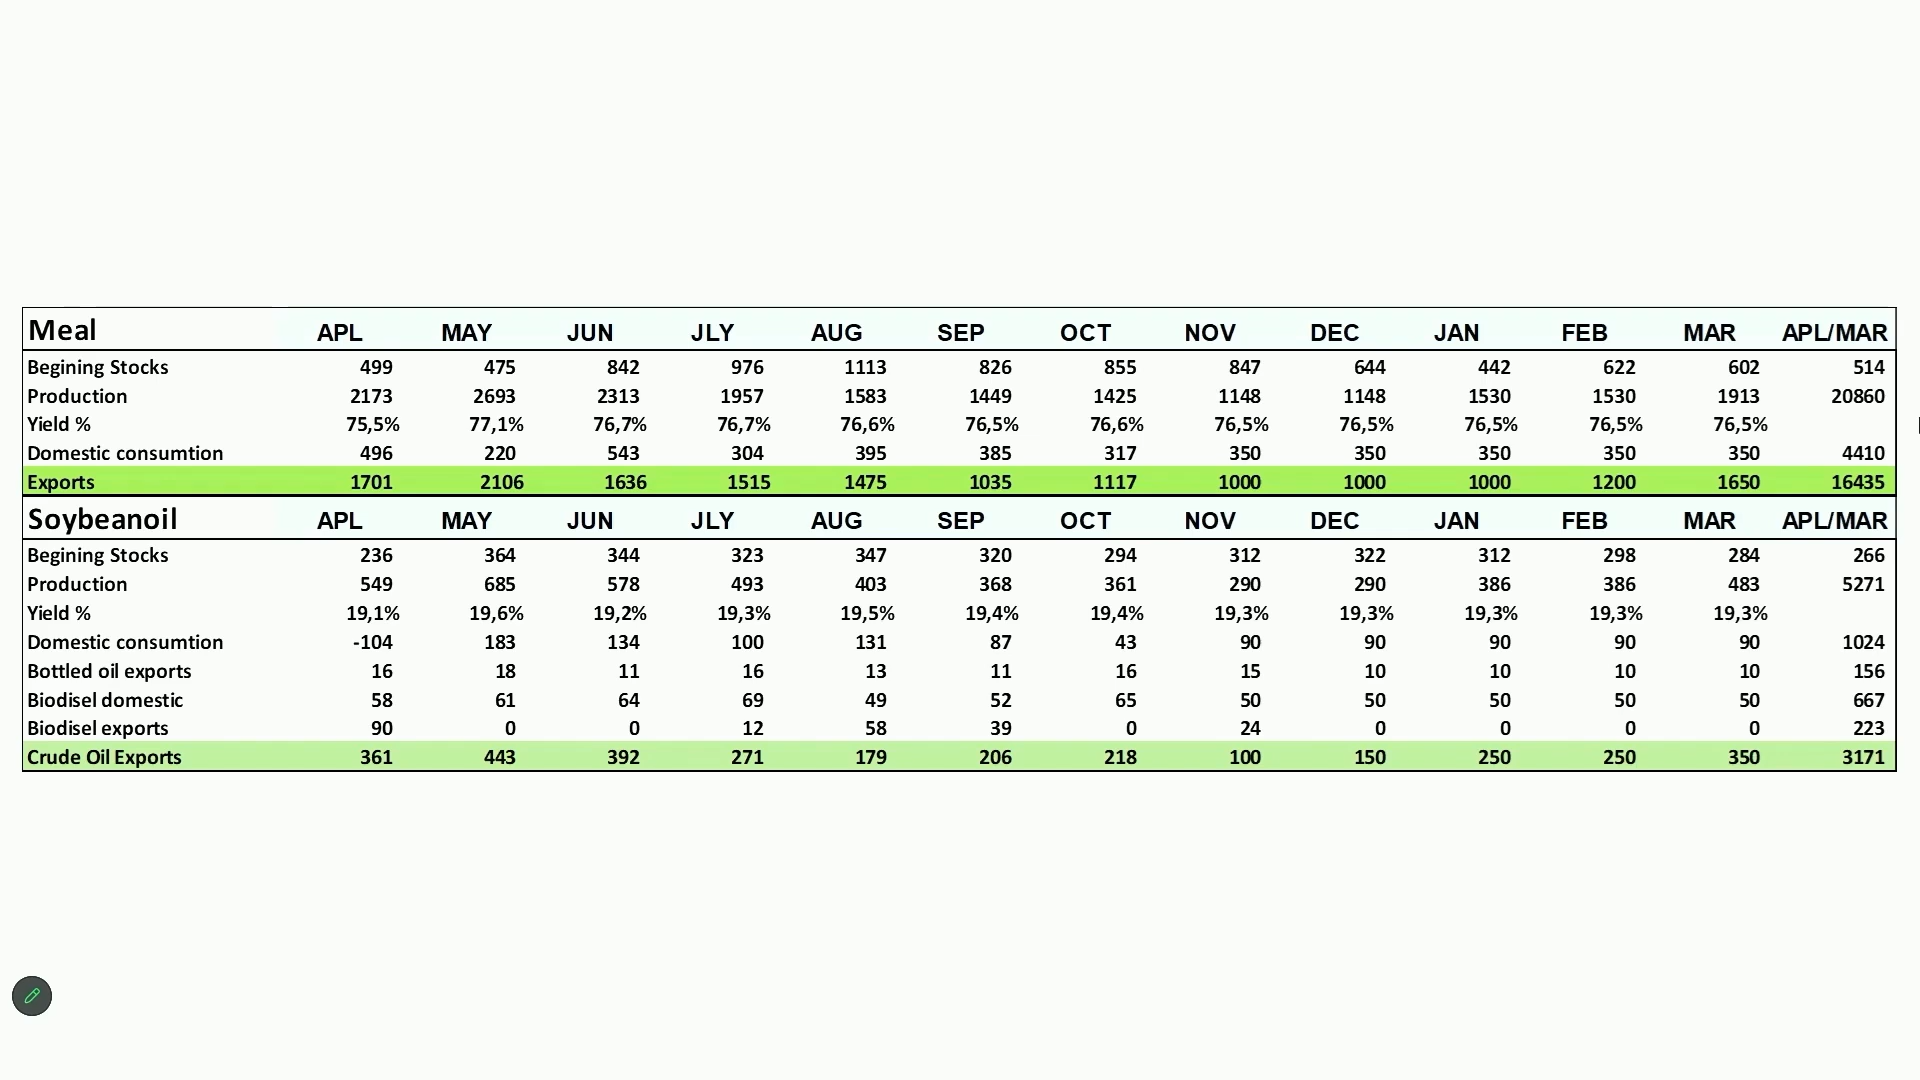 Meal APL MAY JUN JLY AUG SEP OCT NOV DEC JAN FEB MAR APL/MAR
Begining Stocks 499 475 842 976 1113 826 855 847 644 442 622 602 514
Production 2173 2693 2313 1957 1583 1449 1425 1148 1148 1530 1530 1913 20860
Yield % 75,5% 77,1% 76,7% 76,7% 76,6% 76,5% 76,6% 76,5% 76,5% 76,5% 76,5% 76,5%
Domestic consumtion 496 220 543 304 395 385 317 350 350 350 350 350 4410
Exports 1701 2106 1636 1515 1475 1035 1117 1000 1000 1000 1200 1650 16435
Soybeanoil APL MAY JUN JLY AUG SEP OCT NOV DEC JAN FEB MAR APL/MAR
Begining Stocks 236 364 344 323 347 320 294 312 322 312 298 284 266
Production 549 685 578 493 403 368 361 290 290 386 386 483 5271
Yield % 19,1% 19,6% 19,2% 19,3% 19,5% 19,4% 19,4% 19,3% 19,3% 19,3% 19,3% 19,3%
Domestic consumtion -104 183 134 100 131 87 43 90 90 90 90 90 1024
Bottled oil exports 16 18 11 16 13 11 16 15 10 10 10 10 156
Biodisel domestic 58 61 64 69 49 52 65 50 50 50 50 50 667
Biodisel exports 90 0 0 12 58 39 0 24 0 0 0 0 223
Crude Oil Exports 361 443 392 271 179 206 218 100 150 250 250 350 3171